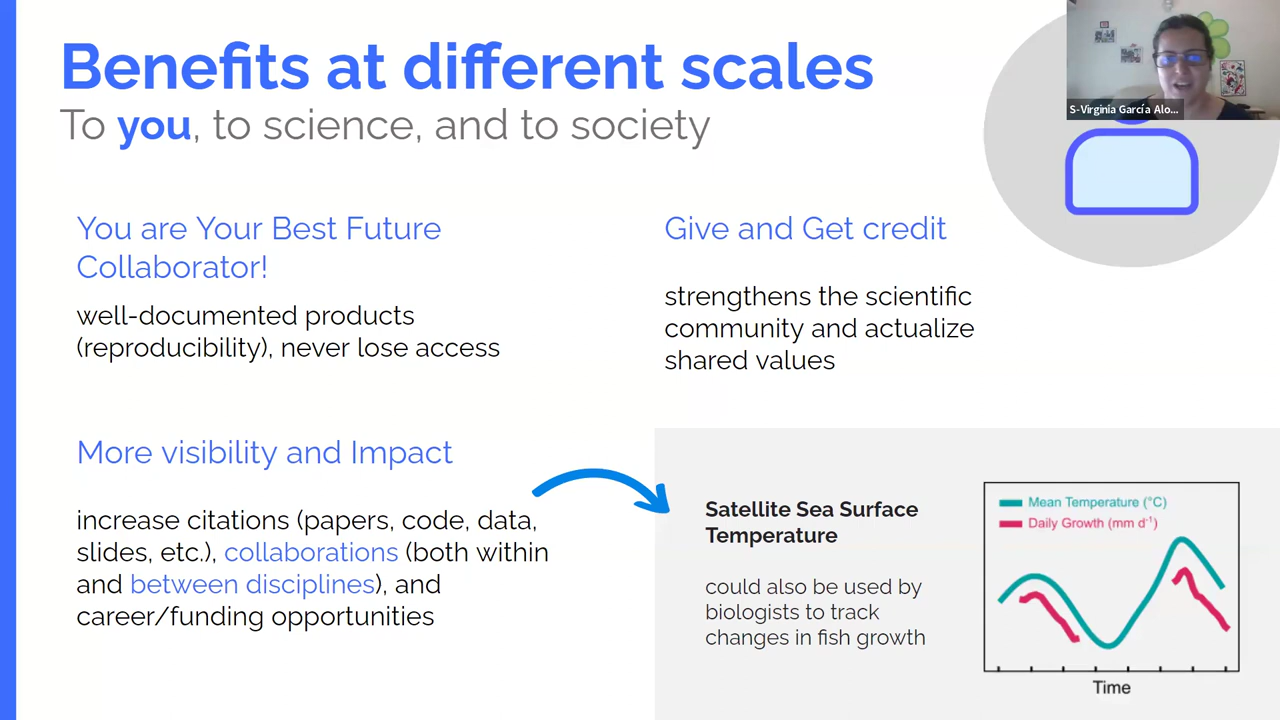 Benefits at different scales
To you, to science, and to society
S-Virginia García Alo...
You are Your Best Future
Collaborator!
well-documented products
(reproducibility), never lose access
Give and Get credit
strengthens the scientific
community and actualize
shared values
More visibility and Impact
increase citations (papers, code, data,
slides, etc.), collaborations (both within
and between disciplines), and
career/funding opportunities
Satellite Sea Surface
Temperature
could also be used by
biologists to track
changes in fish growth
Mean Temperature (°C)
Daily Growth (mm d⁻¹)
Time